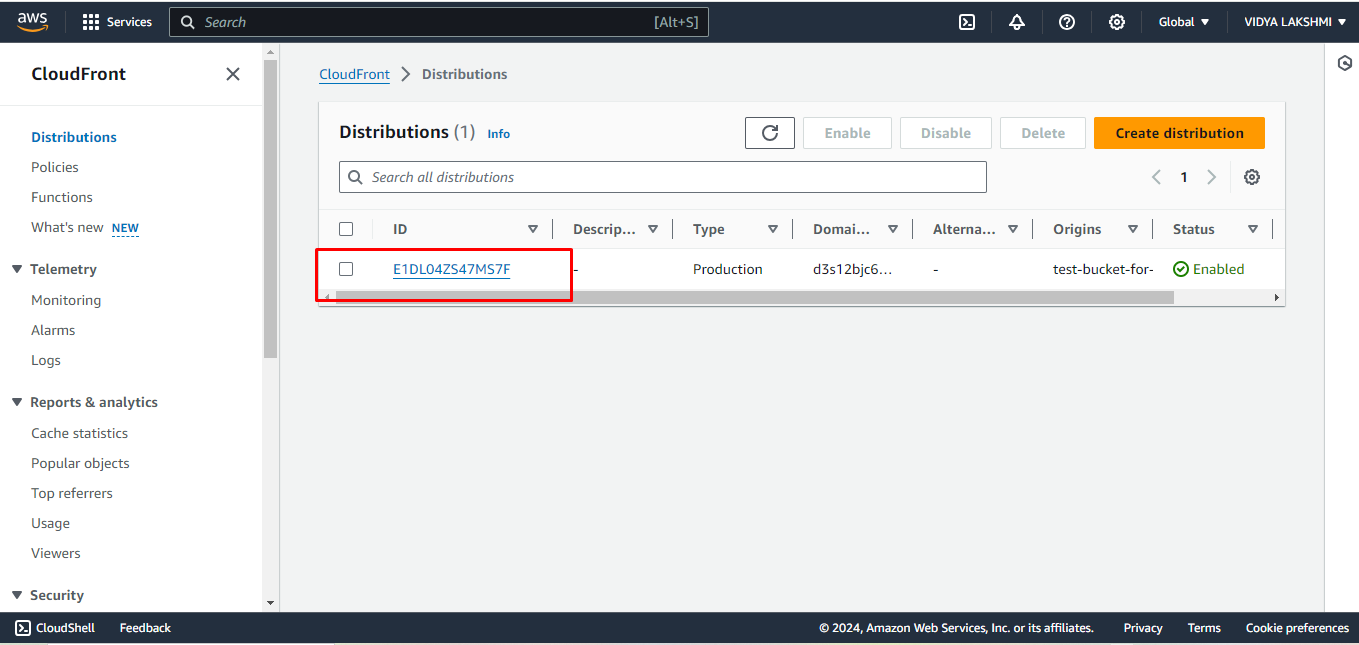 aws Services Search [Alt+S] Global VIDYA LAKSHMI
CloudFront
Distributions
Policies
Functions
What's new NEW
Telemetry
Monitoring
Alarms
Logs
Reports & analytics
Cache statistics
Popular objects
Top referrers
Usage
Viewers
Security
CloudFront Distributions
Distributions (1) Info Enable Disable Delete Create distribution
Search all distributions 1
ID Descrip... Type Domai... Alterna... Origins Status
E1DL04ZS47MS7F - Production d3s12bjc6... - test-bucket-for- Enabled
CloudShell Feedback © 2024, Amazon Web Services, Inc. or its affiliates. Privacy Terms Cookie preferences